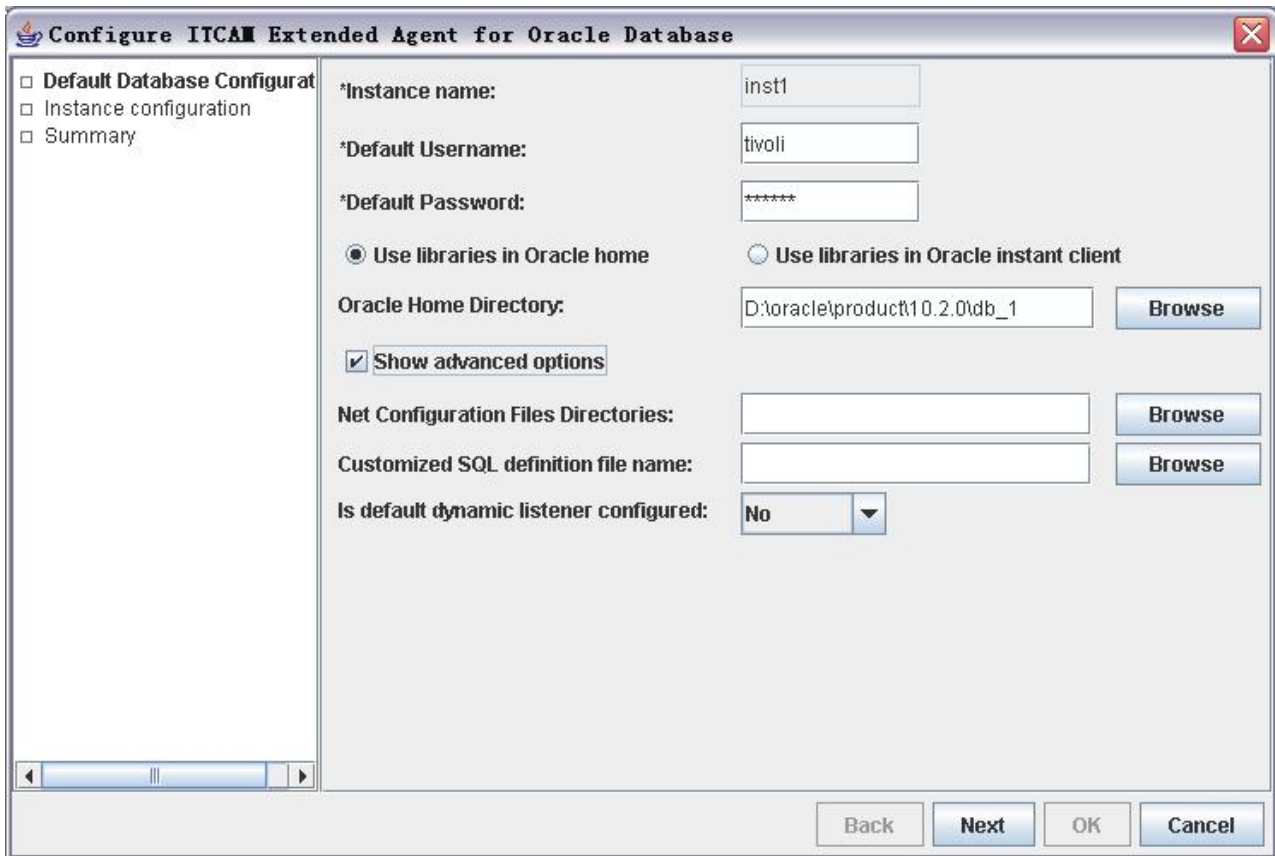 Configure ITCAM Extended Agent for Oracle Database
Default Database Configurat
Instance configuration
Summary
*Instance name:
inst1
*Default Username:
tivoli
*Default Password:
******
Use libraries in Oracle home
Use libraries in Oracle instant client
Oracle Home Directory:
D:\oracle\product\10.2.0\db_1
Browse
Show advanced options
Net Configuration Files Directories:
Browse
Customized SQL definition file name:
Browse
Is default dynamic listener configured:
No
Back
Next
OK
Cancel